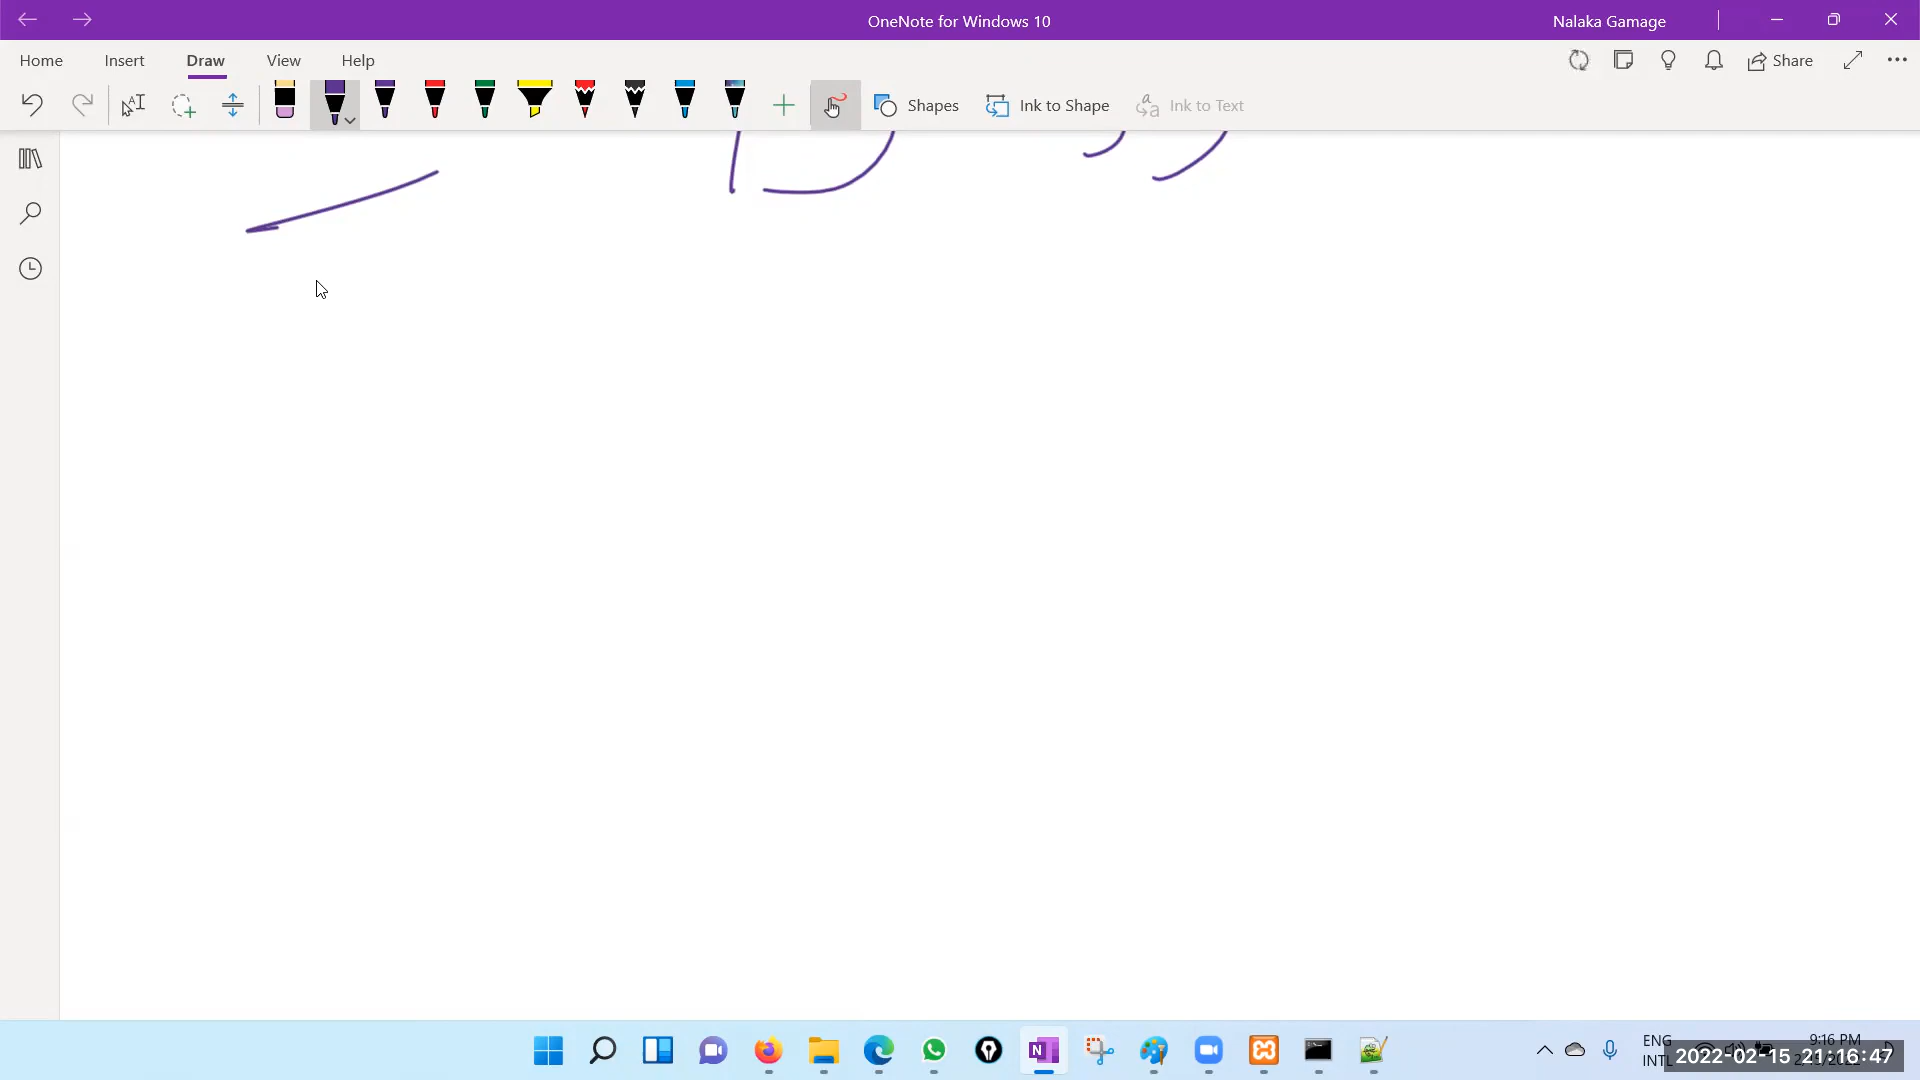 OneNote for Windows 10
Nalaka Gamage
Home Insert Draw View Help
Share
Shapes
Ink to Shape
Ink to Text
ENG
9:16 PM
INTL
2022-02-15 21:16:47